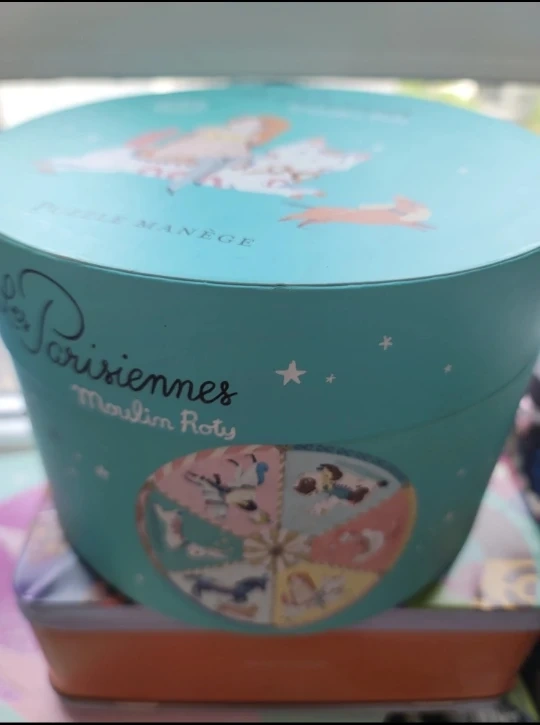 PUZZLE MANÈGE
Les Parisiennes
Moulin Roty